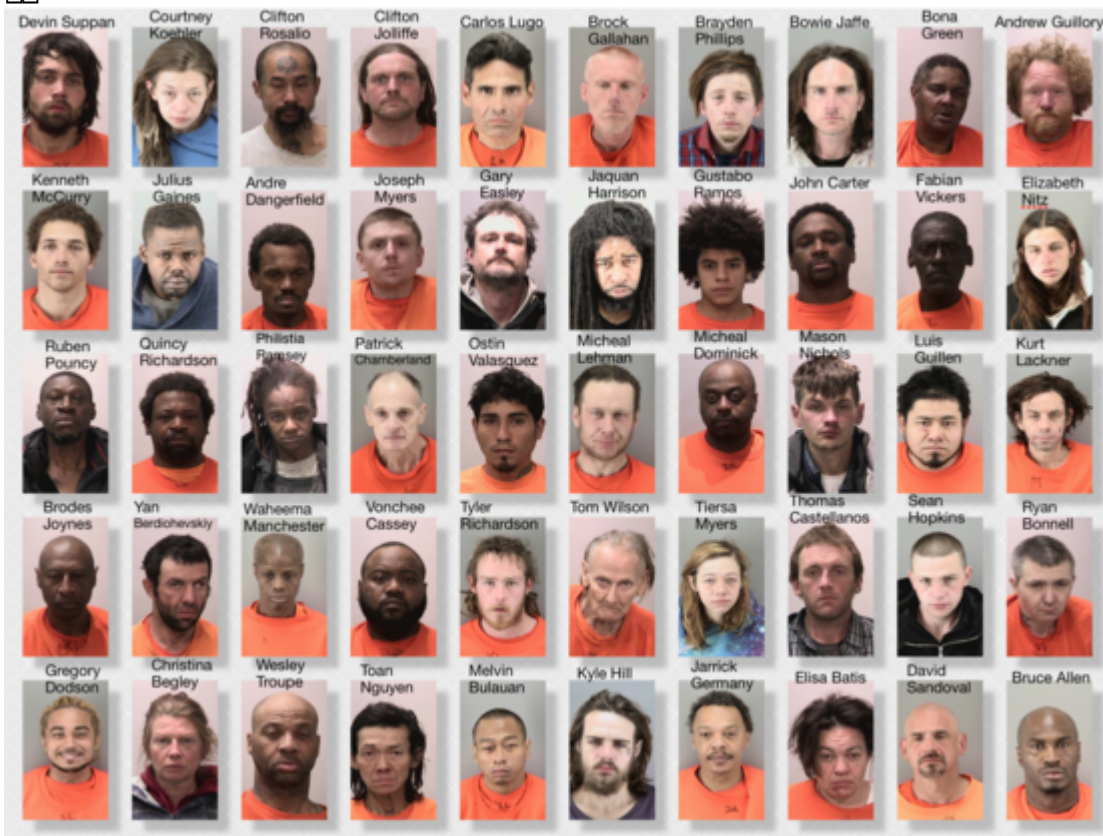 Devin Suppan
Courtney
Koehler
Clifton
Rosalio
Clifton
Jolliffe
Carlos Lugo
Brock
Gallahan
Brayden
Phillips
Bowie Jaffe
Bona
Green
Andrew Guillory
Kenneth
McCurry
Julius
Gaines
Andre
Dangerfield
Joseph
Myers
Gary
Easley
Jaquan
Harrison
Gustabo
Ramos
John Carter
Fabian
Vickers
Elizabeth
Nitz
Ruben
Pouncy
Quincy
Richardson
Philistia
Ramsey
Patrick
Chamberland
Ostin
Valasquez
Micheal
Lehman
Micheal
Dominick
Mason
Nichols
Luis
Guillen
Kurt
Lackner
Brodes
Joynes
Yan
Berdichevskiy
Waheema
Manchester
Vonchee
Cassey
Tyler
Richardson
Tom Wilson
Tiersa
Myers
Thomas
Castellanos
Sean
Hopkins
Ryan
Bonnell
Gregory
Dodson
Christina
Begley
Wesley
Troupe
Toan
Nguyen
Melvin
Bulauan
Kyle Hill
Jarrick
Germany
Elisa Batis
David
Sandoval
Bruce Allen